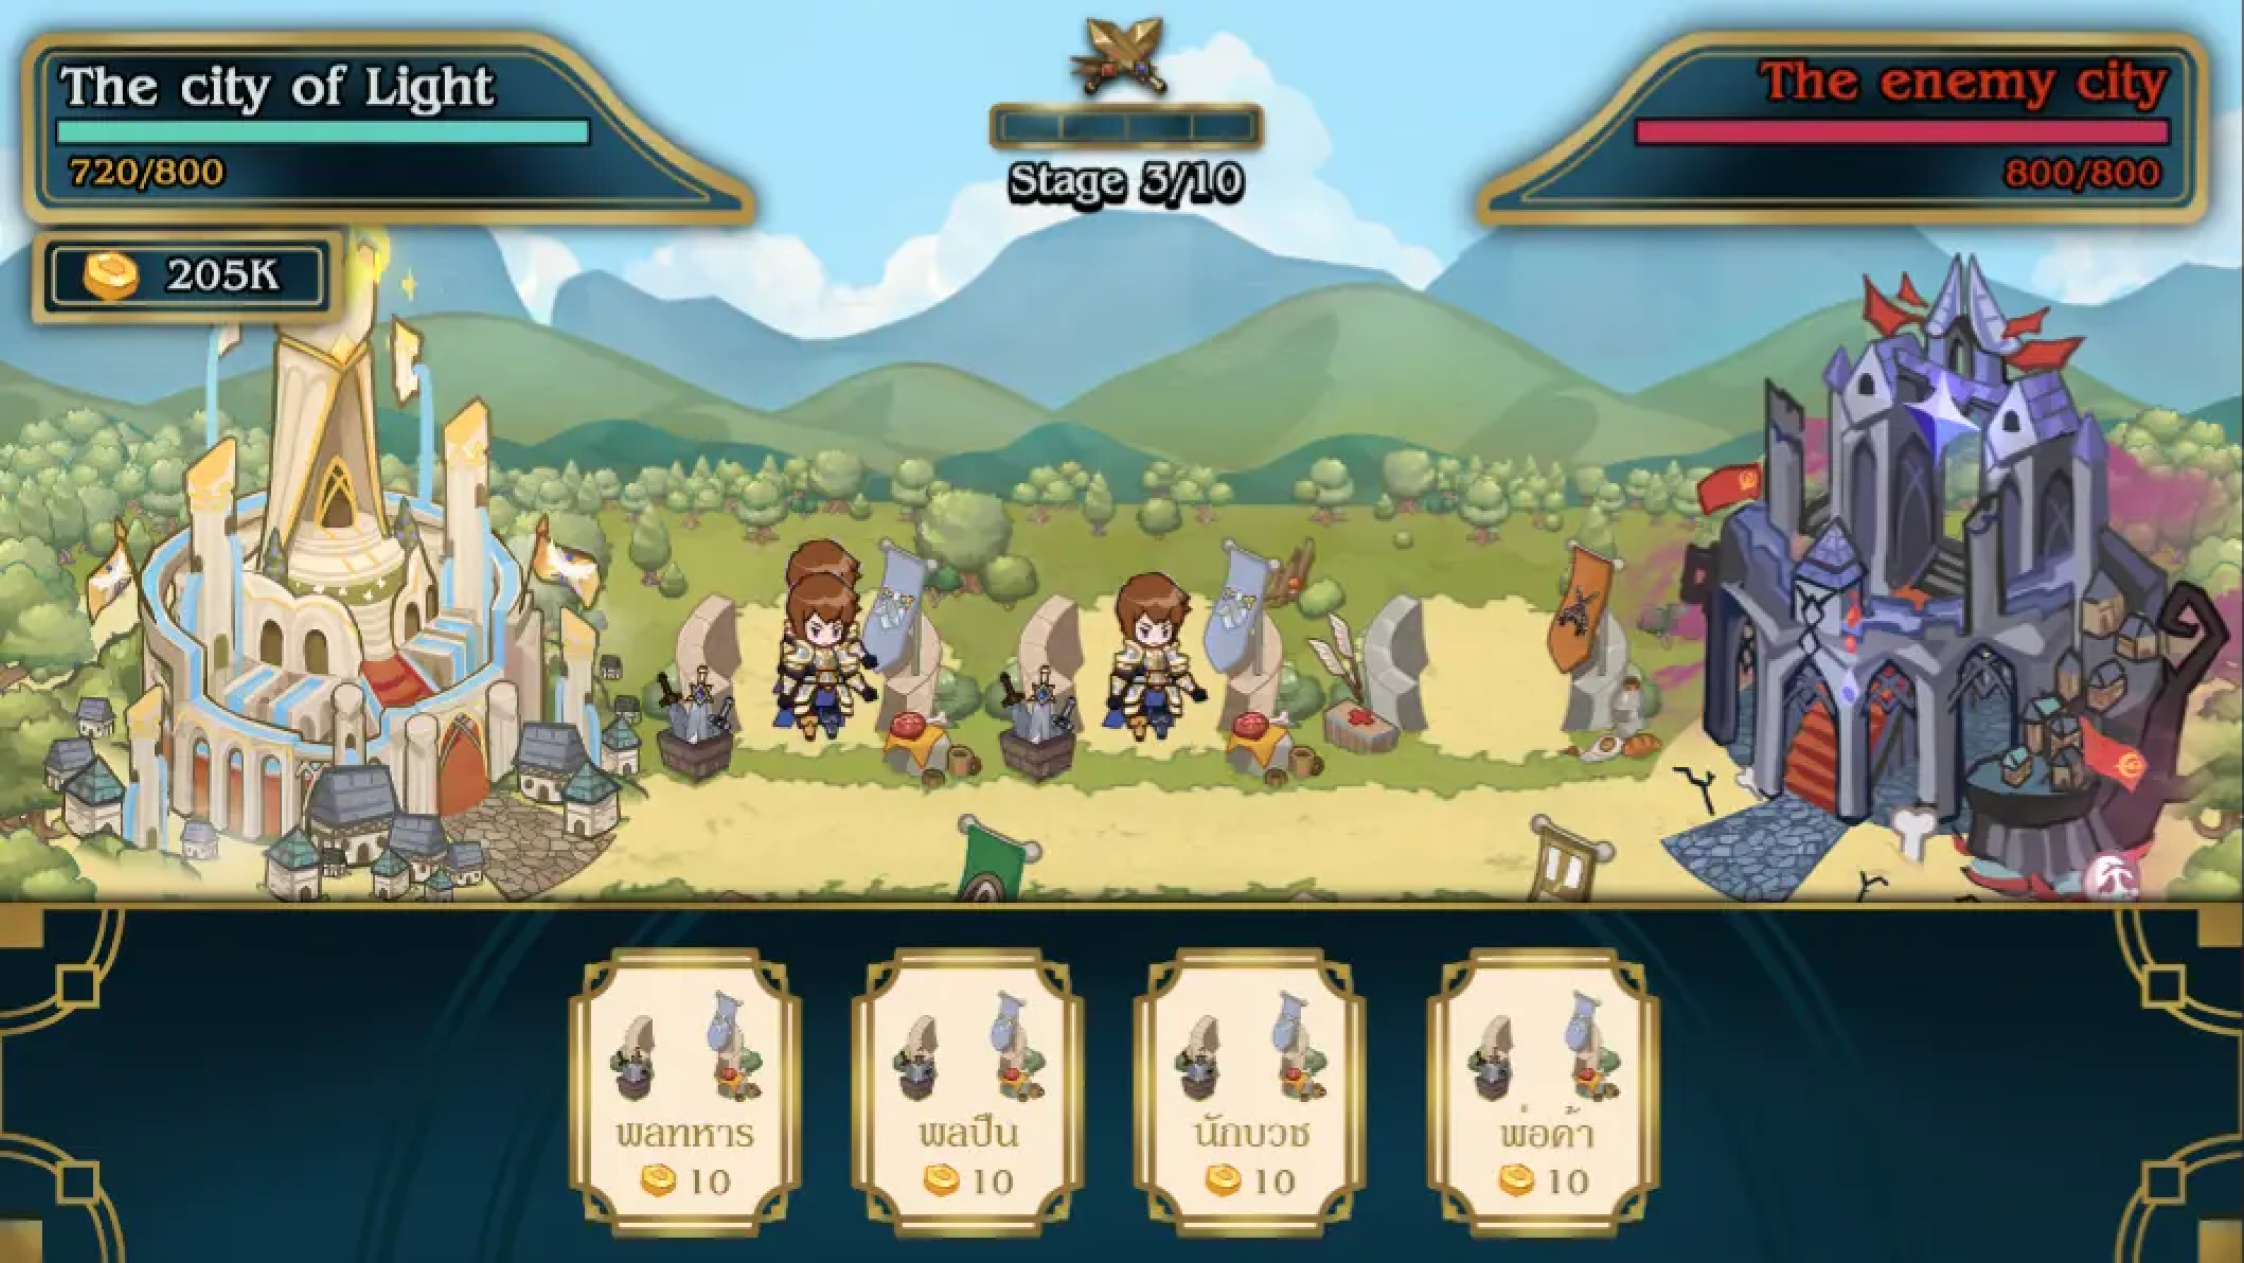 The city of Light
720/800
205K
Stage 3/10
The enemy city
800/800
พลทหาร
10
พลปืน
10
นักบวช
10
พ่อค้า
10